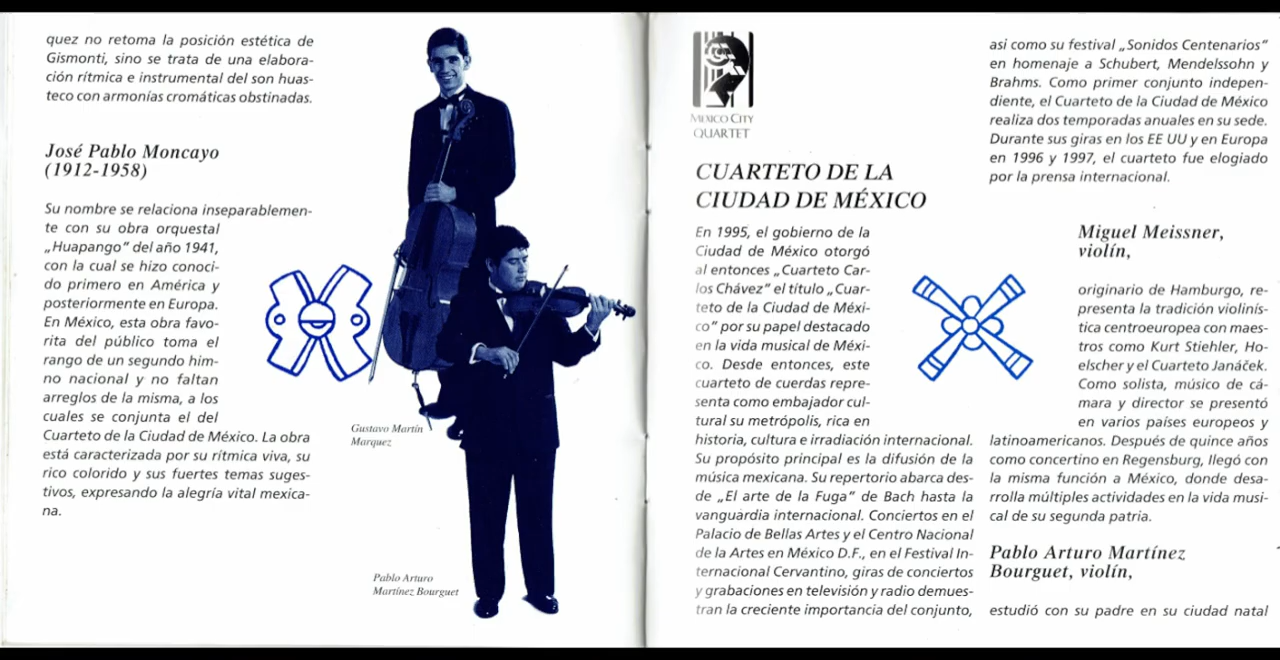 quez no retoma la posición estética de
Gismonti, sino se trata de una elabora-
ción rítmica e instrumental del son huas-
teco con armonías cromáticas obstinadas.
José Pablo Moncayo
(1912-1958)
Su nombre se relaciona inseparablemen-
te con su obra orquestal
„Huapango” del año 1941,
con la cual se hizo conoci-
do primero en América y
posteriormente en Europa.
En México, esta obra favo-
rita del público toma el
rango de un segundo him-
no nacional y no faltan
arreglos de la misma, a los
cuales se conjunta el del
Cuarteto de la Ciudad de México. La obra
está caracterizada por su rítmica viva, su
rico colorido y sus fuertes temas suges-
tivos, expresando la alegría vital mexica-
na.
Gustavo Martín
Marquez
Pablo Arturo
Martínez Bourguet
MEXICO CITY
QUARTET
CUARTETO DE LA
CIUDAD DE MÉXICO
En 1995, el gobierno de la
Ciudad de México otorgó
al entonces „Cuarteto Car-
los Chávez” el título „Cuar-
teto de la Ciudad de Méxi-
co” por su papel destacado
en la vida musical de Méxi-
co. Desde entonces, este
cuarteto de cuerdas repre-
senta como embajador cul-
tural su metrópolis, rica en
historia, cultura e irradiación internacional.
Su propósito principal es la difusión de la
música mexicana. Su repertorio abarca des-
de „El arte de la Fuga” de Bach hasta la
vanguardia internacional. Conciertos en el
Palacio de Bellas Artes y el Centro Nacional
de la Artes en México D.F., en el Festival In-
ternacional Cervantino, giras de conciertos
y grabaciones en televisión y radio demues-
tran la creciente importancia del conjunto,
asi como su festival „Sonidos Centenarios”
en homenaje a Schubert, Mendelssohn y
Brahms. Como primer conjunto indepen-
diente, el Cuarteto de la Ciudad de México
realiza dos temporadas anuales en su sede.
Durante sus giras en los EE UU y en Europa
en 1996 y 1997, el cuarteto fue elogiado
por la prensa internacional.
Miguel Meissner,
violín,
originario de Hamburgo, re-
presenta la tradición violinís-
tica centroeuropea con maes-
tros como Kurt Stiehler, Ho-
elscher y el Cuarteto Janáček.
Como solista, músico de cá-
mara y director se presentó
en varios países europeos y
latinoamericanos. Después de quince años
como concertino en Regensburg, llegó con
la misma función a México, donde desa-
rrolla múltiples actividades en la vida musi-
cal de su segunda patria.
Pablo Arturo Martínez
Bourguet, violín,
estudió con su padre en su ciudad natal